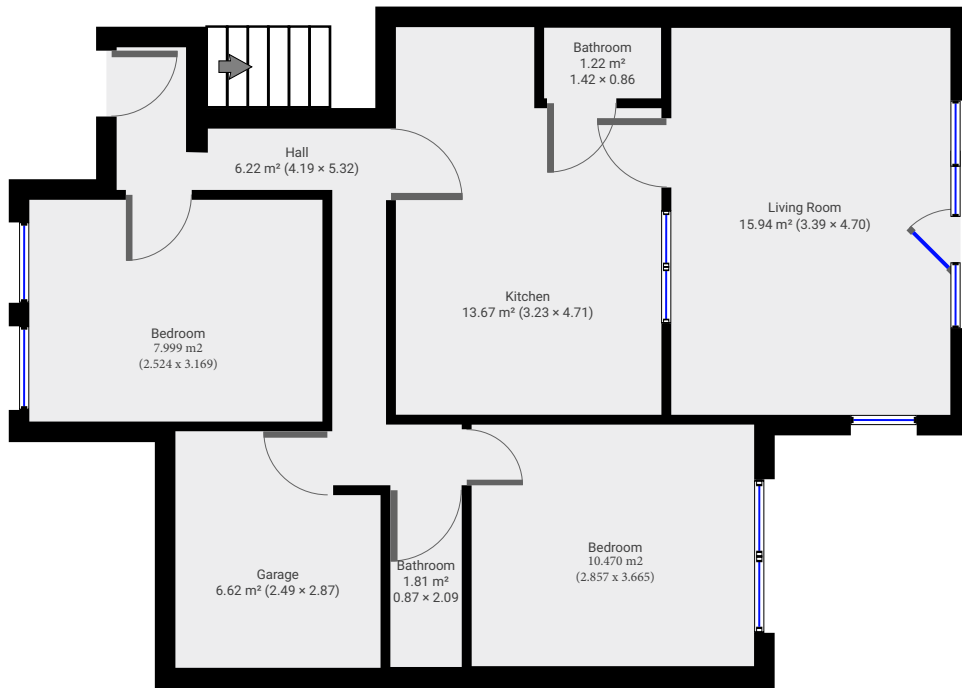 Bathroom
1.22 m²
1.42 × 0.86
Hall
6.22 m² (4.19 × 5.32)
Living Room
15.94 m² (3.39 × 4.70)
Kitchen
13.67 m² (3.23 × 4.71)
Bedroom
7.999 m2
(2.524 x 3.169)
Bedroom
10.470 m2
(2.857 x 3.665)
Bathroom
1.81 m²
0.87 × 2.09
Garage
6.62 m² (2.49 × 2.87)